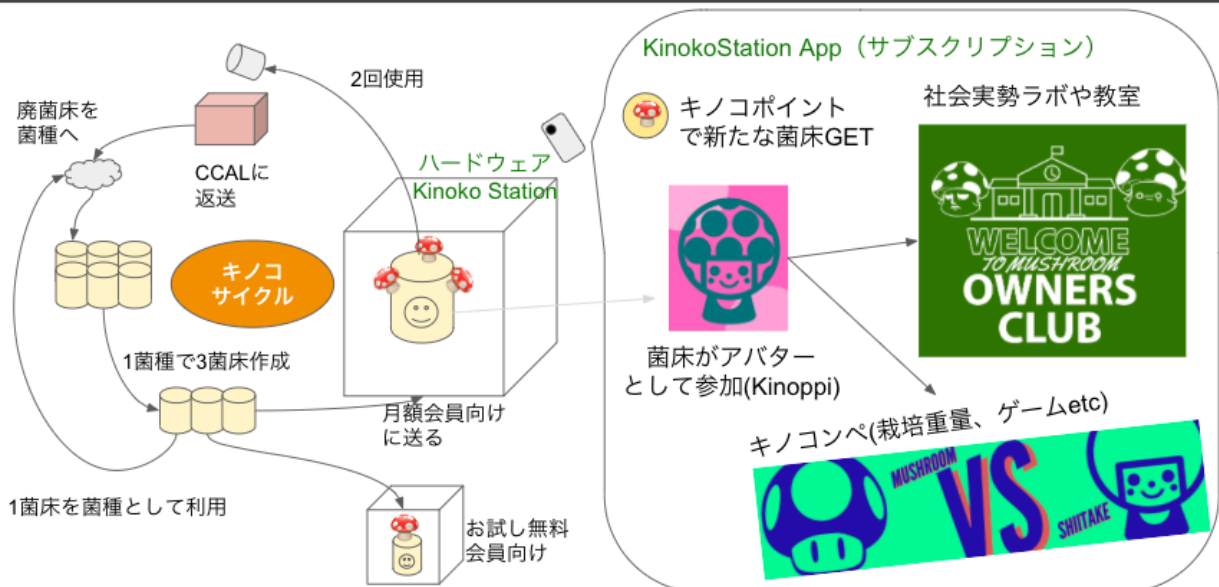 KinokoStation App（サブスクリプション）
2回使用
廃菌床を
菌種へ
CCALに
返送
ハードウェア
Kinoko Station
キノコ
サイクル
1菌種で3菌床作成
月額会員向け
に送る
1菌床を菌種として利用
お試し無料
会員向け
キノコポイント
で新たな菌床GET
社会実勢ラボや教室
WELCOME
TO MUSHROOM
OWNERS
CLUB
菌床がアバター
として参加(Kinoppi)
キノコンペ(栽培重量、ゲームetc)
MUSHROOM
VS
SHIITAKE